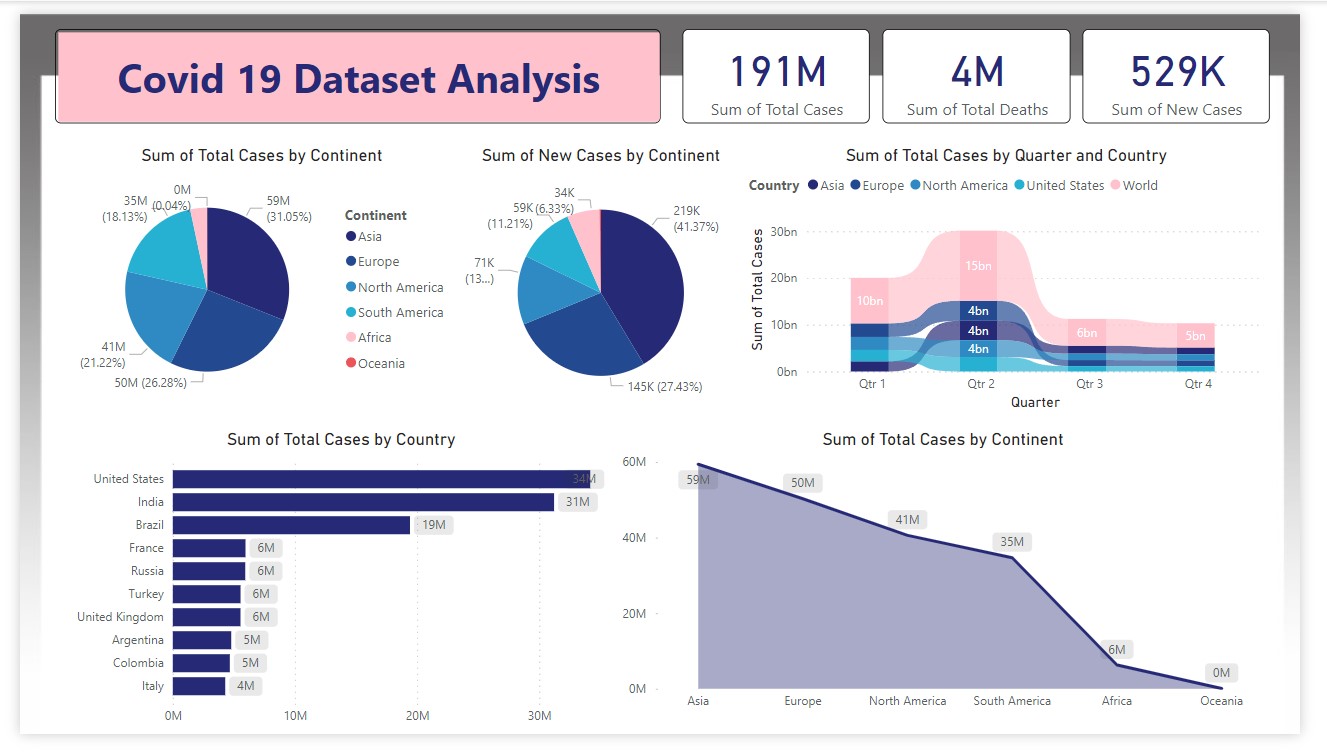 Covid 19 Dataset Analysis
191M
Sum of Total Cases
4M
Sum of Total Deaths
529K
Sum of New Cases
Sum of Total Cases by Continent
0M
(0.04%)
35M
(18.13%)
59M
(31.05%)
41M
(21.22%)
50M (26.28%)
Continent
Asia
Europe
North America
South America
Africa
Oceania
Sum of New Cases by Continent
34K
(6.33%)
59K
(11.21%)
219K
(41.37%)
71K
(13...)
145K (27.43%)
Sum of Total Cases by Quarter and Country
Country Asia Europe North America United States World
Sum of Total Cases
30bn
20bn
10bn
0bn
10bn
15bn
4bn
4bn
4bn
6bn
5bn
Qtr 1 Qtr 2 Qtr 3 Qtr 4
Quarter
Sum of Total Cases by Country
United States 34M
India 31M
Brazil 19M
France 6M
Russia 6M
Turkey 6M
United Kingdom 6M
Argentina 5M
Colombia 5M
Italy 4M
0M 10M 20M 30M
Sum of Total Cases by Continent
60M
40M
20M
0M
59M
50M
41M
35M
6M
0M
Asia Europe North America South America Africa Oceania